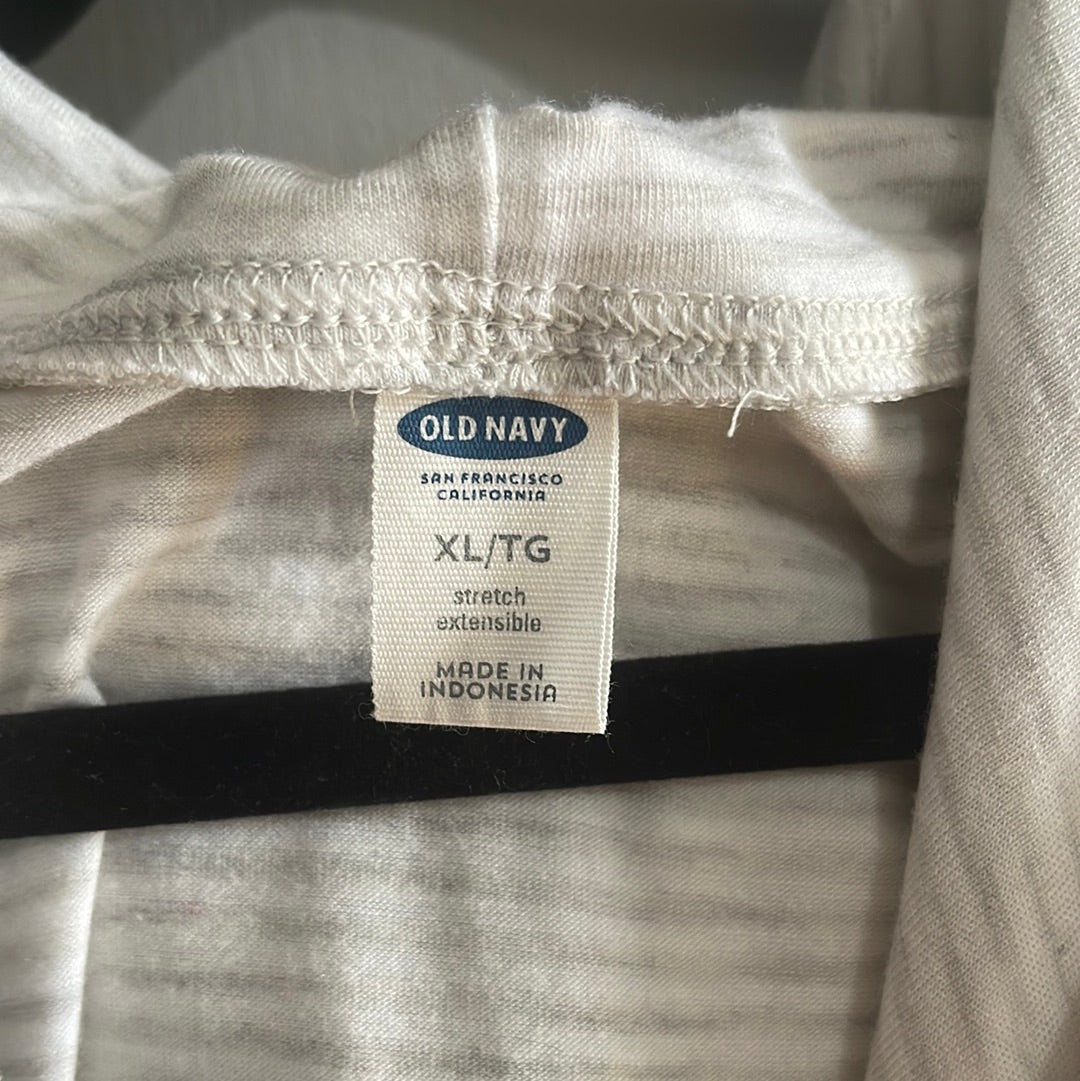 OLD NAVY
SAN FRANCISCO
CALIFORNIA
XL/TG
stretch
extensible
MADE IN
INDONESIA